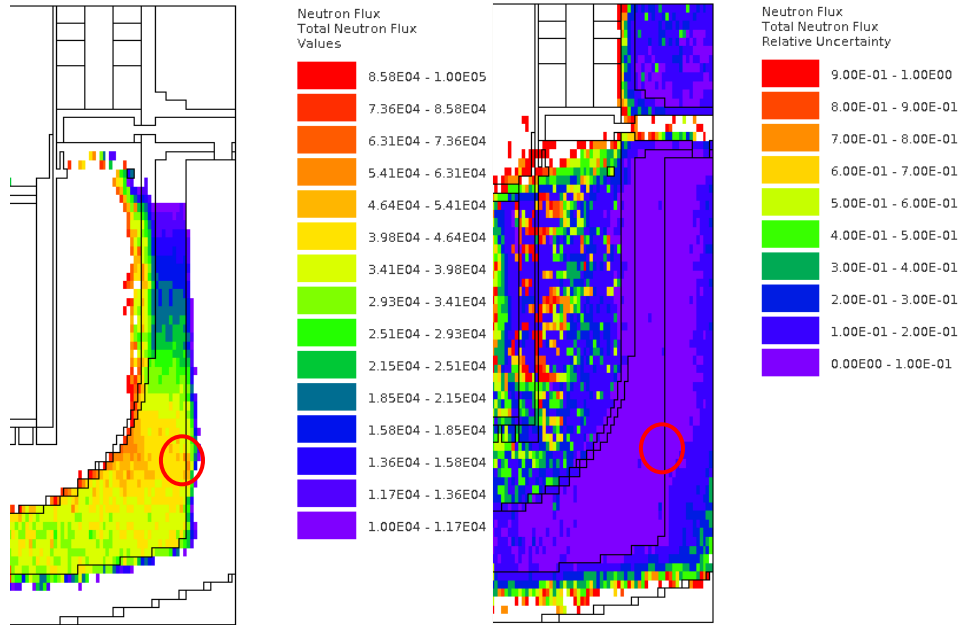 Neutron Flux
Total Neutron Flux
Values
8.58E04 - 1.00E05
7.36E04 - 8.58E04
6.31E04 - 7.36E04
5.41E04 - 6.31E04
4.64E04 - 5.41E04
3.98E04 - 4.64E04
3.41E04 - 3.98E04
2.93E04 - 3.41E04
2.51E04 - 2.93E04
2.15E04 - 2.51E04
1.85E04 - 2.15E04
1.58E04 - 1.85E04
1.36E04 - 1.58E04
1.17E04 - 1.36E04
1.00E04 - 1.17E04
Neutron Flux
Total Neutron Flux
Relative Uncertainty
9.00E-01 - 1.00E00
8.00E-01 - 9.00E-01
7.00E-01 - 8.00E-01
6.00E-01 - 7.00E-01
5.00E-01 - 6.00E-01
4.00E-01 - 5.00E-01
3.00E-01 - 4.00E-01
2.00E-01 - 3.00E-01
1.00E-01 - 2.00E-01
0.00E00 - 1.00E-01